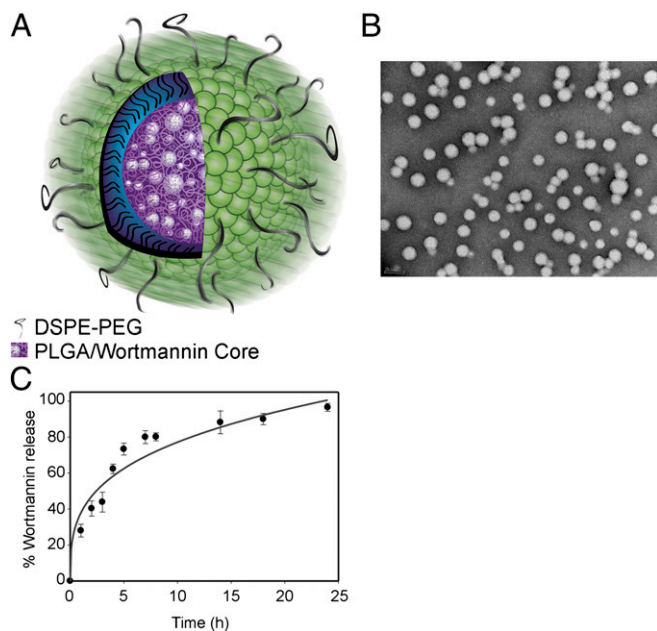 A
B
DSPE-PEG
PLGA/Wortmannin Core
C
% Wortmannin release
100
80
60
40
20
0
0 5 10 15 20 25
Time (h)